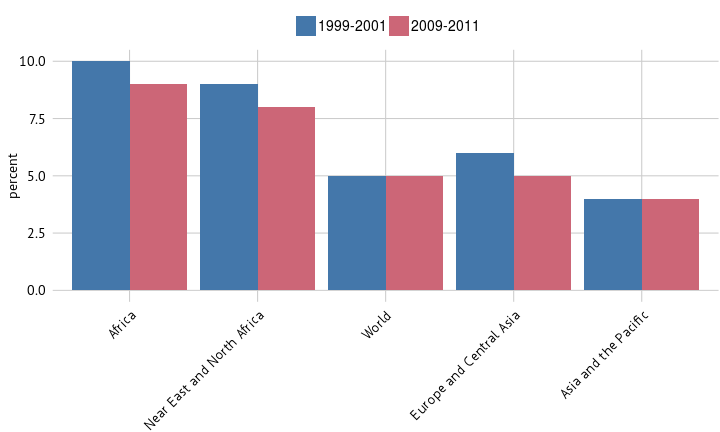 1999-2001 2009-2011
10.0
7.5
5.0
2.5
0.0
percent
Africa
Near East and North Africa
World
Europe and Central Asia
Asia and the Pacific